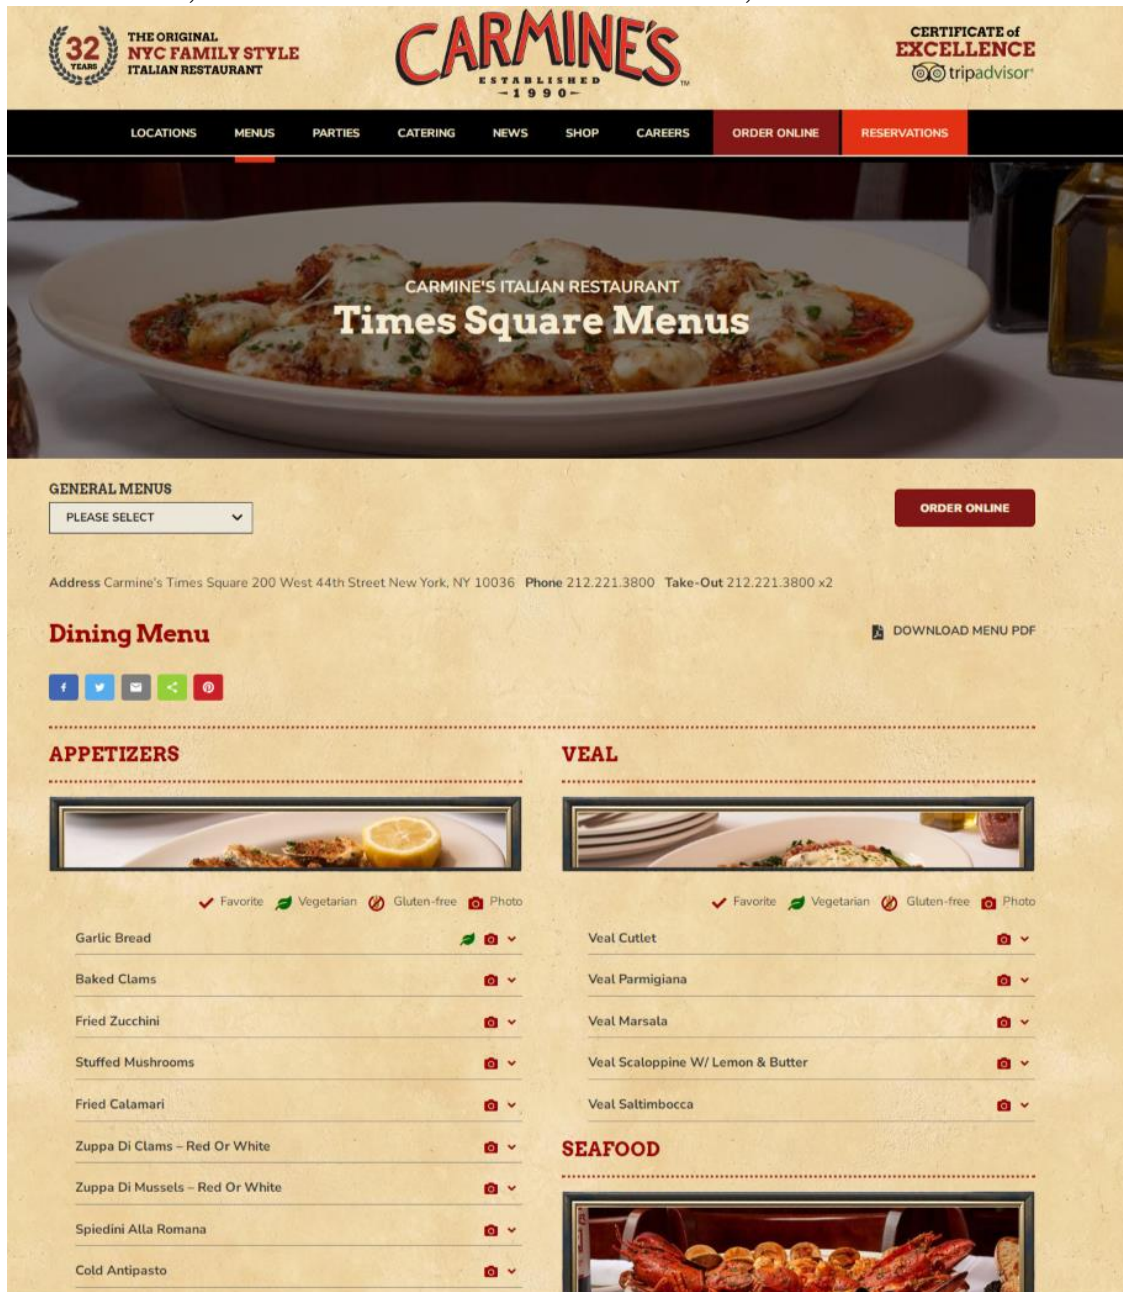 32
YEARS
THE ORIGINAL
NYC FAMILY STYLE
ITALIAN RESTAURANT
CARMINE'S
ESTABLISHED
-1990-
TM
CERTIFICATE of
EXCELLENCE
tripadvisor
LOCATIONS MENUS PARTIES CATERING NEWS SHOP CAREERS ORDER ONLINE RESERVATIONS
CARMINE'S ITALIAN RESTAURANT
Times Square Menus
GENERAL MENUS
PLEASE SELECT
ORDER ONLINE
Address Carmine's Times Square 200 West 44th Street New York, NY 10036 Phone 212.221.3800 Take-Out 212.221.3800 x2
Dining Menu
DOWNLOAD MENU PDF
APPETIZERS
Favorite Vegetarian Gluten-free Photo
Garlic Bread
Baked Clams
Fried Zucchini
Stuffed Mushrooms
Fried Calamari
Zuppa Di Clams – Red Or White
Zuppa Di Mussels – Red Or White
Spiedini Alla Romana
Cold Antipasto
VEAL
Favorite Vegetarian Gluten-free Photo
Veal Cutlet
Veal Parmigiana
Veal Marsala
Veal Scaloppine W/ Lemon & Butter
Veal Saltimbocca
SEAFOOD